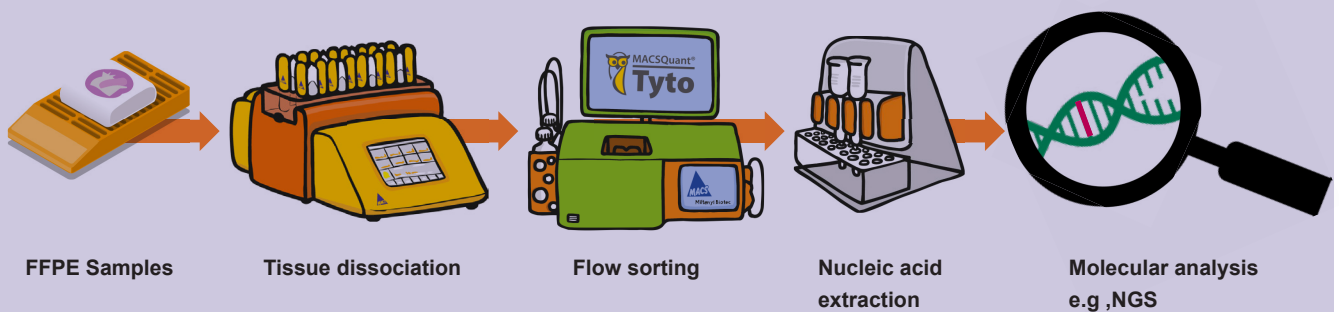 MACSQuant®
Tyto
MACS
Miltenyi Biotec
FFPE Samples
Tissue dissociation
Flow sorting
Nucleic acid
extraction
Molecular analysis
e.g ,NGS